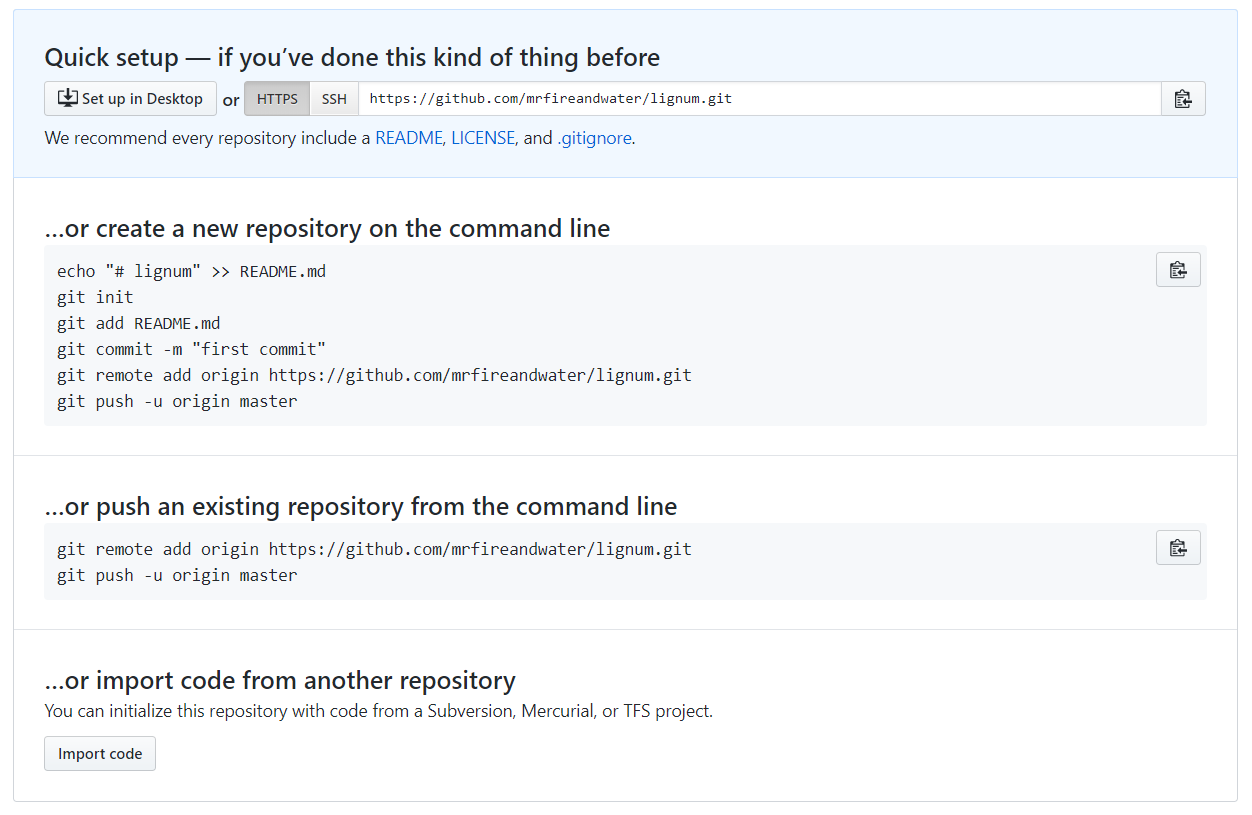 Quick setup — if you’ve done this kind of thing before
Set up in Desktop or HTTPS SSH https://github.com/mrfireandwater/lignum.git
We recommend every repository include a README, LICENSE, and .gitignore.
…or create a new repository on the command line
echo "# lignum" >> README.md
git init
git add README.md
git commit -m "first commit"
git remote add origin https://github.com/mrfireandwater/lignum.git
git push -u origin master
…or push an existing repository from the command line
git remote add origin https://github.com/mrfireandwater/lignum.git
git push -u origin master
…or import code from another repository
You can initialize this repository with code from a Subversion, Mercurial, or TFS project.
Import code